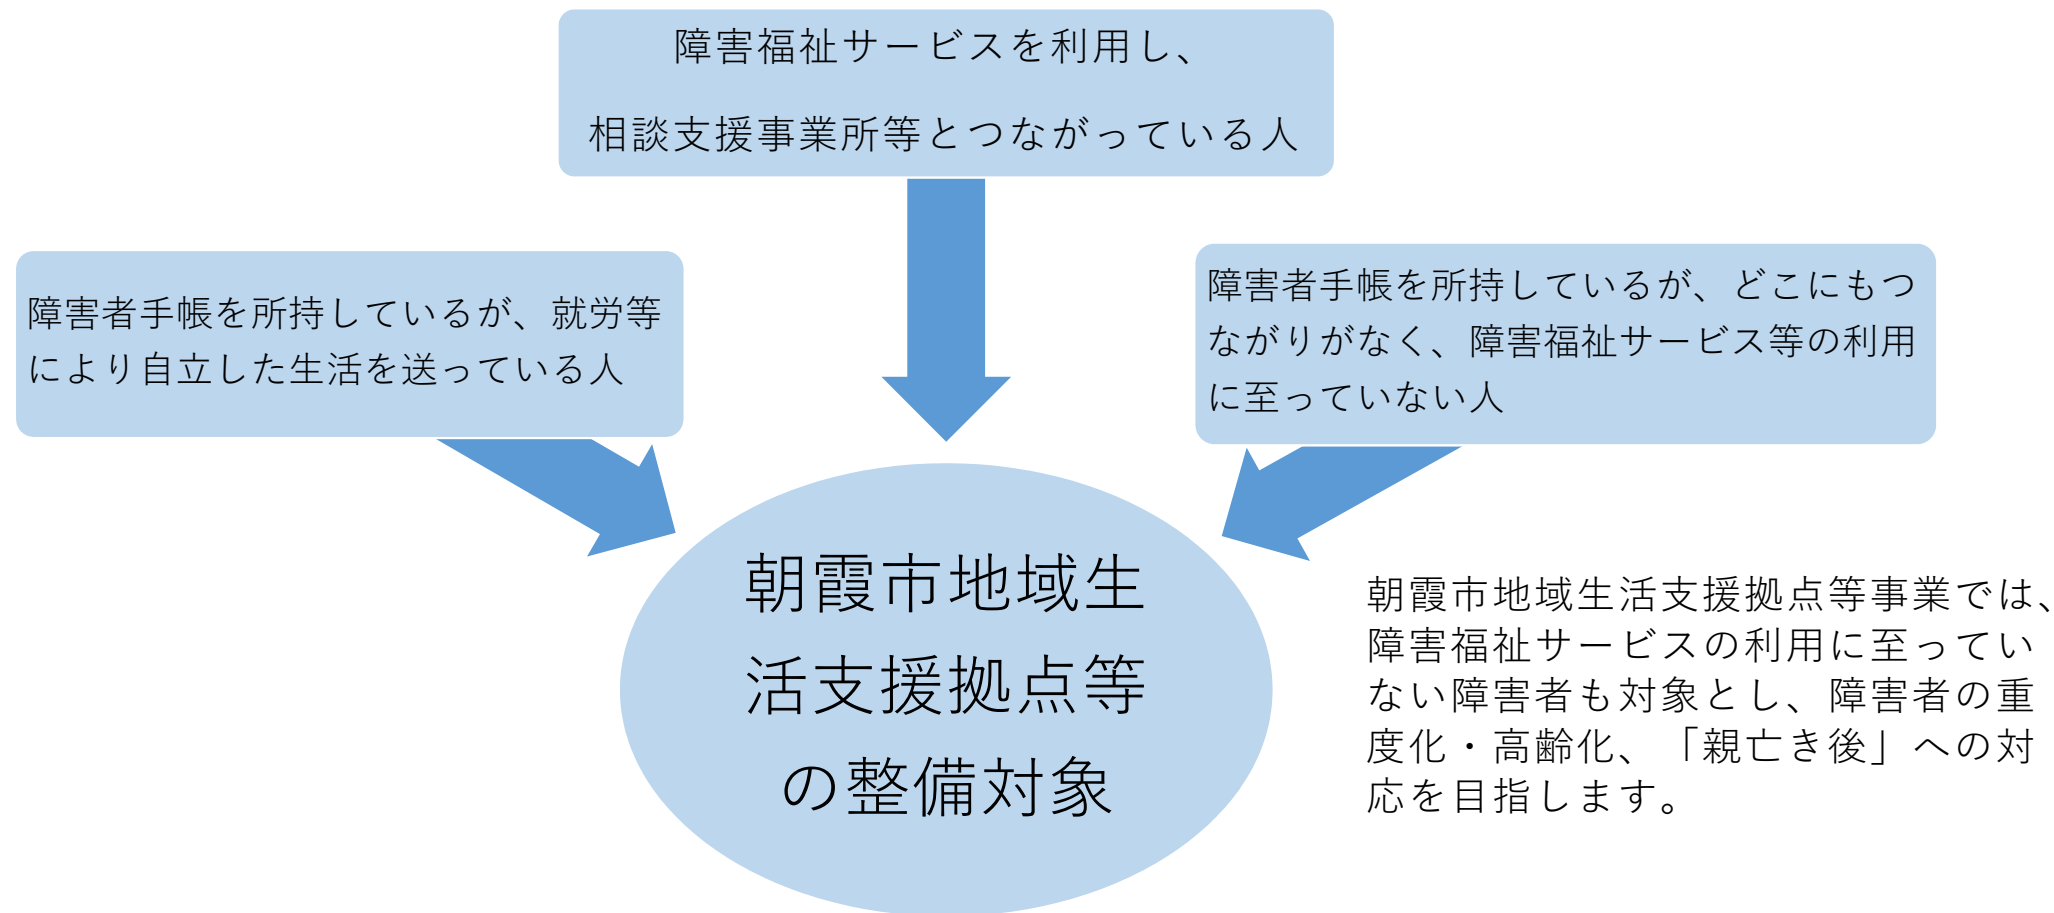 障害福祉サービスを利用し、
相談支援事業所等とつながっている人
障害者手帳を所持しているが、就労等
により自立した生活を送っている人
障害者手帳を所持しているが、どこにもつ
ながりがなく、障害福祉サービス等の利用
に至っていない人
朝霞市地域生
活支援拠点等
の整備対象
朝霞市地域生活支援拠点等事業では、
障害福祉サービスの利用に至ってい
ない障害者も対象とし、障害者の重
度化・高齢化、「親亡き後」への対
応を目指します。